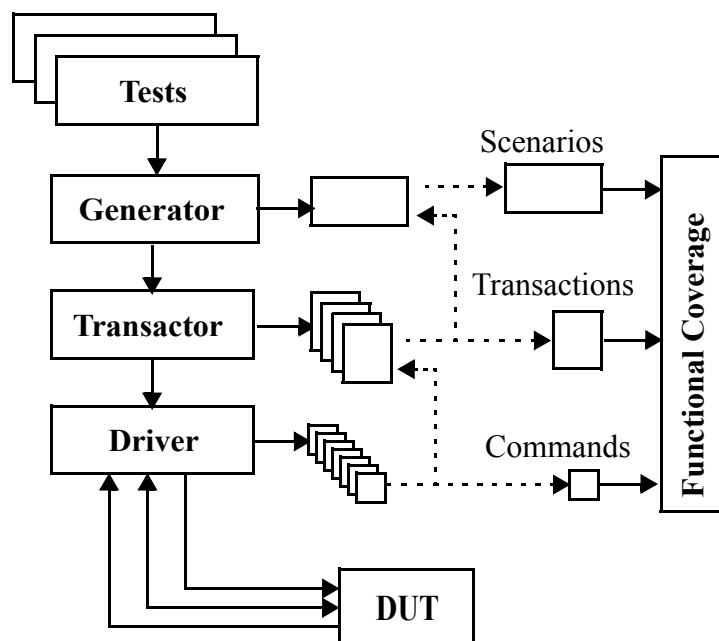 Tests
Scenarios
Generator
Transactions
Transactor
Driver
Commands
Functional Coverage
DUT